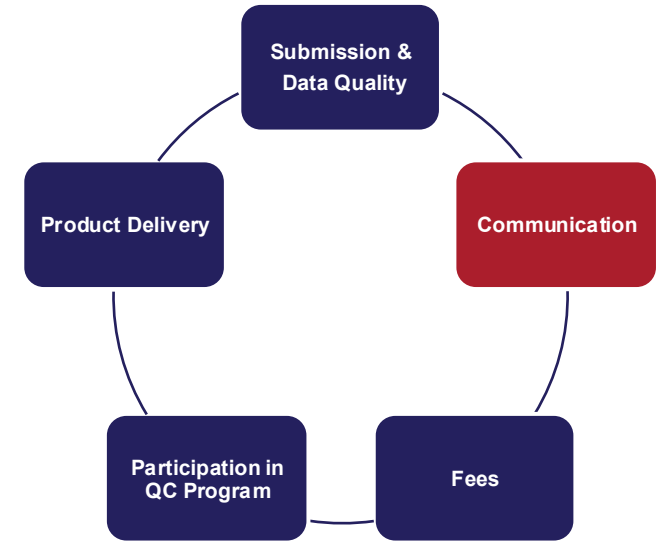 Submission &
Data Quality
Communication
Product Delivery
Participation in
QC Program
Fees